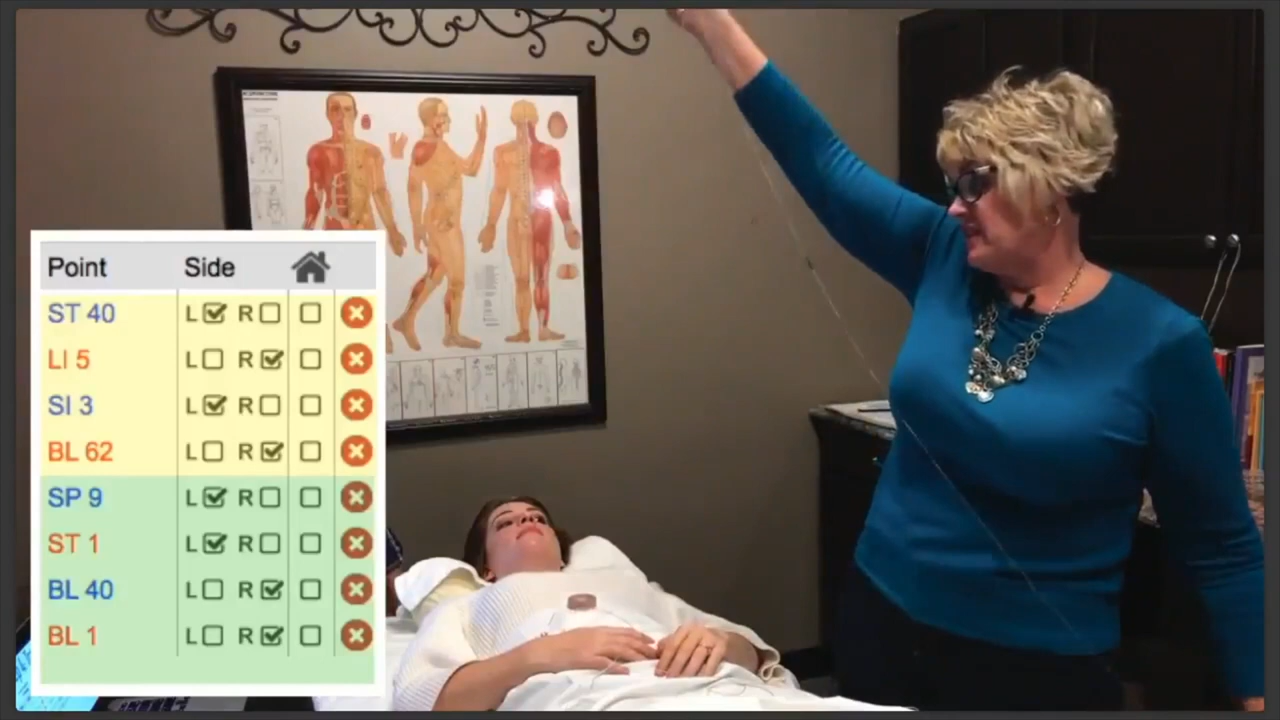 Point Side
ST 40 L R
LI 5 L R
SI 3 L R
BL 62 L R
SP 9 L R
ST 1 L R
BL 40 L R
BL 1 L R